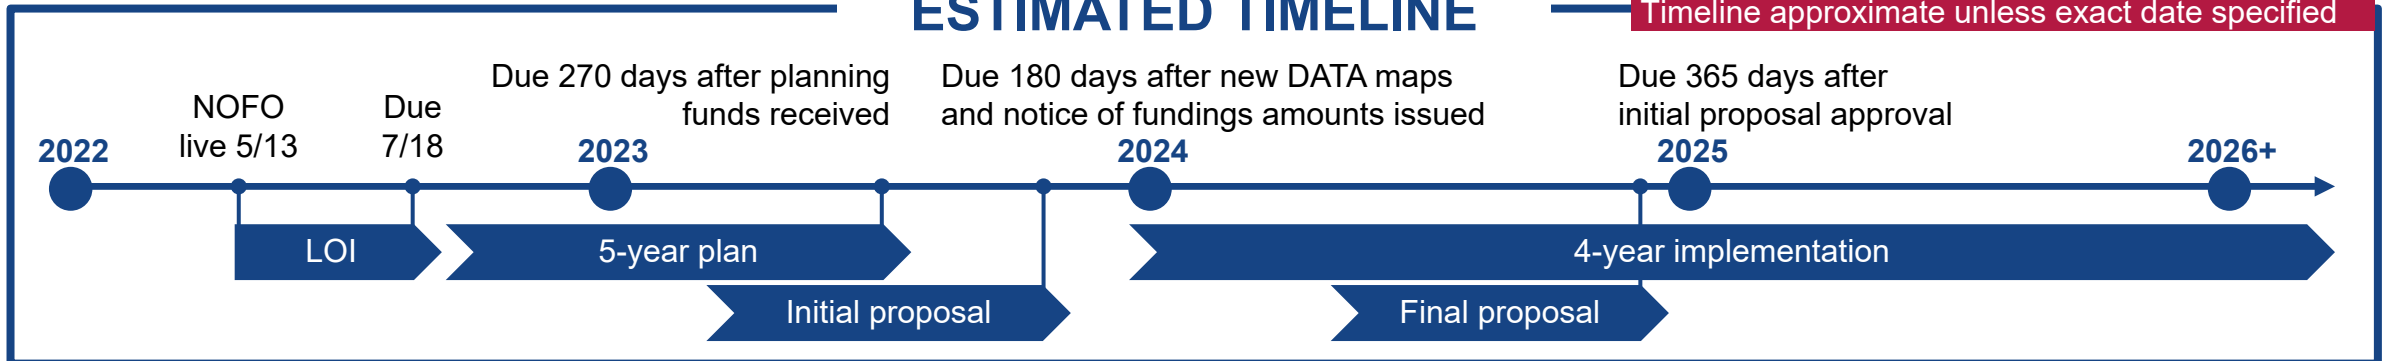 ESTIMATED TIMELINE
Timeline approximate unless exact date specified
NOFO
live 5/13
Due
7/18
Due 270 days after planning
funds received
Due 180 days after new DATA maps
and notice of fundings amounts issued
Due 365 days after
initial proposal approval
2022
2023
2024
2025
2026+
LOI
5-year plan
4-year implementation
Initial proposal
Final proposal